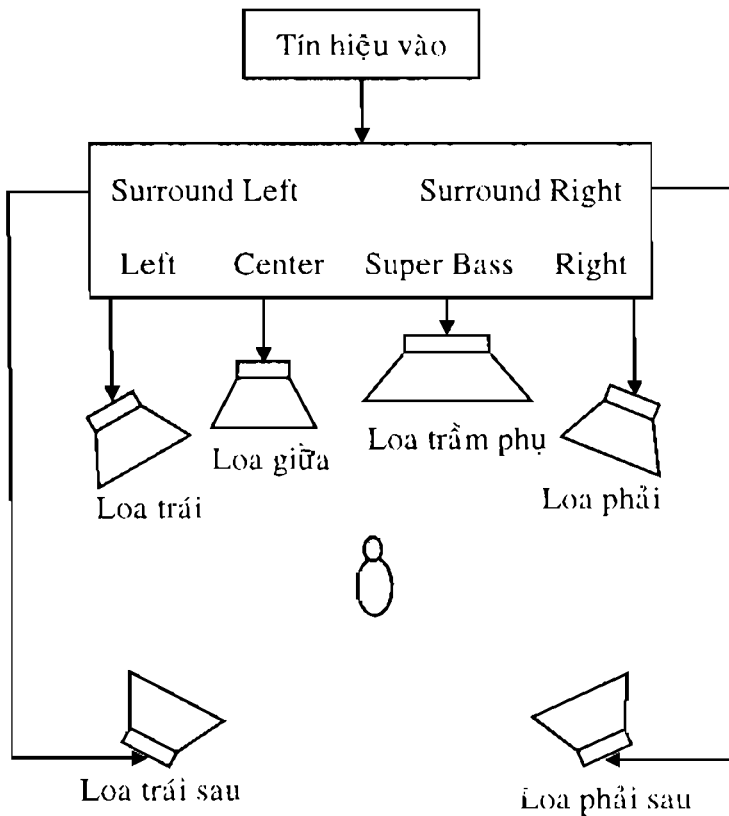 Tín hiệu vào
Surround Left Surround Right
Left Center Super Bass Right
Loa giữa Loa trầm phụ
Loa trái Loa phải
Loa trái sau Loa phải sau